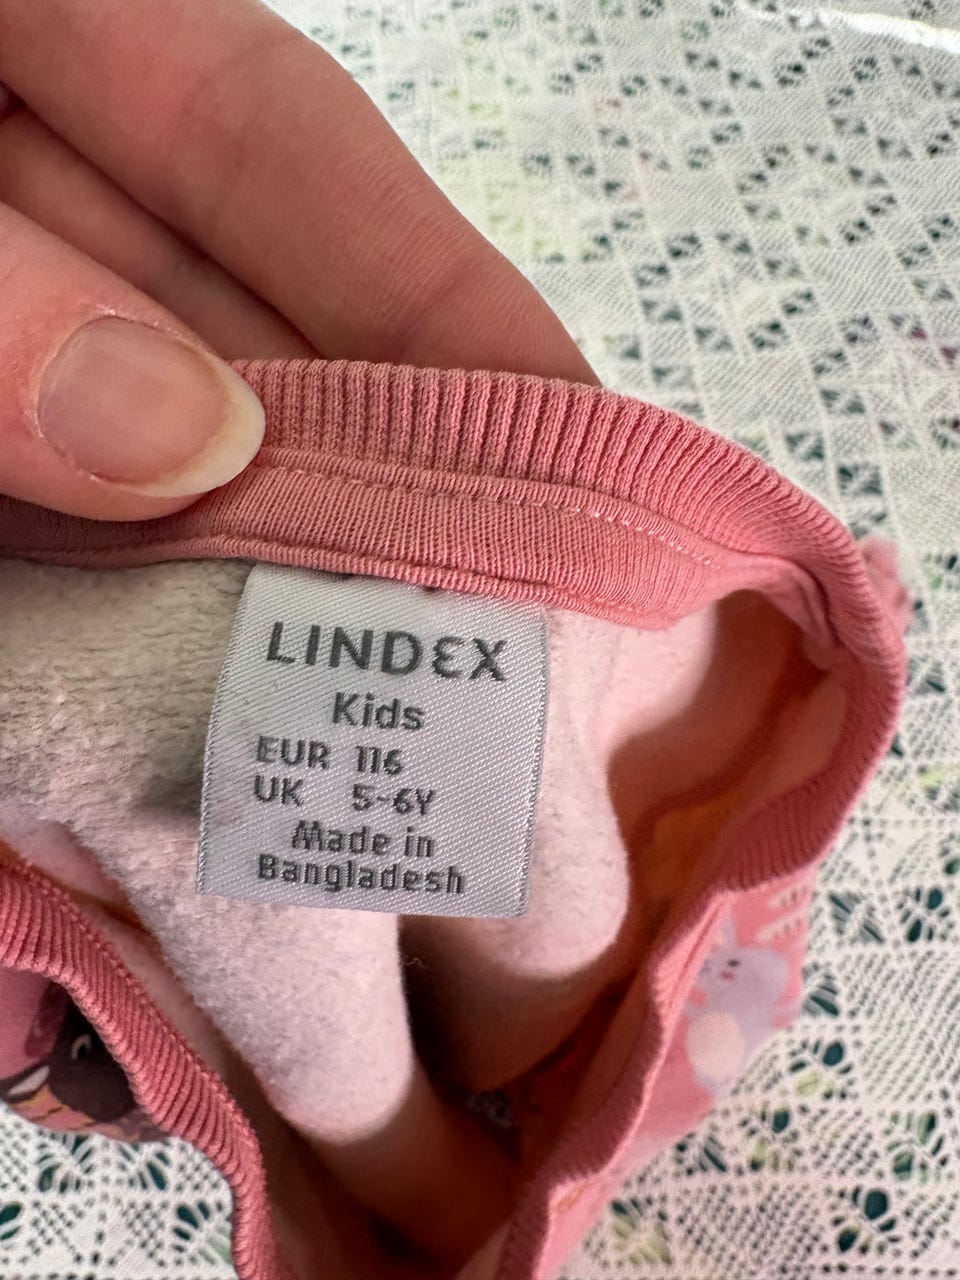 LINDEX
Kids
EUR 116
UK 5-6Y
Made in
Bangladesh